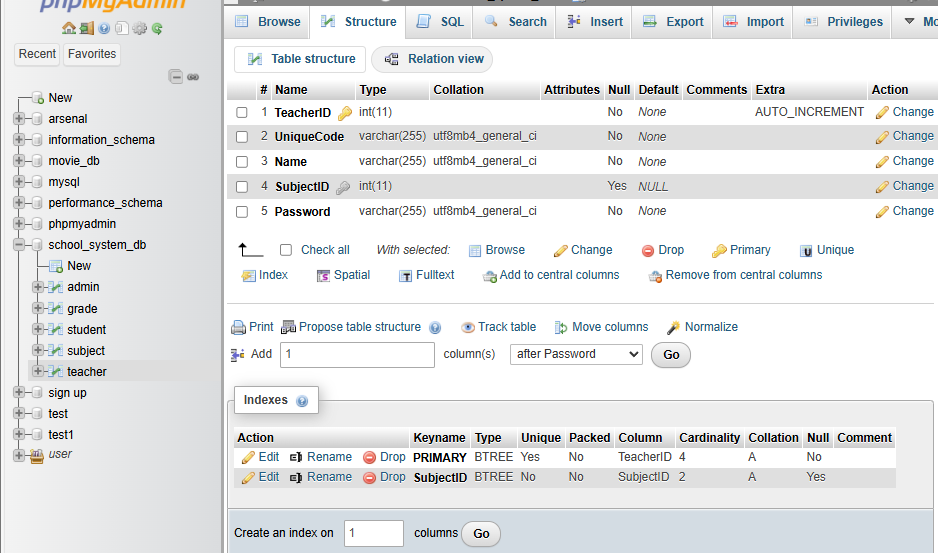 phpMyAdmin
Recent Favorites
New
arsenal
information_schema
movie_db
mysql
performance_schema
phpmyadmin
school_system_db
New
admin
grade
student
subject
teacher
sign up
test
test1
user
Browse Structure SQL Search Insert Export Import Privileges Mo
Table structure Relation view
# Name Type Collation Attributes Null Default Comments Extra Action
1 TeacherID int(11) No None AUTO_INCREMENT Change
2 UniqueCode varchar(255) utf8mb4_general_ci No None Change
3 Name varchar(255) utf8mb4_general_ci No None Change
4 SubjectID int(11) Yes NULL Change
5 Password varchar(255) utf8mb4_general_ci No None Change
Check all With selected: Browse Change Drop Primary Unique
Index Spatial Fulltext Add to central columns Remove from central columns
Print Propose table structure Track table Move columns Normalize
Add 1 column(s) after Password Go
Indexes
Action Keyname Type Unique Packed Column Cardinality Collation Null Comment
Edit Rename Drop PRIMARY BTREE Yes No TeacherID 4 A No
Edit Rename Drop SubjectID BTREE No No SubjectID 2 A Yes
Create an index on 1 columns Go